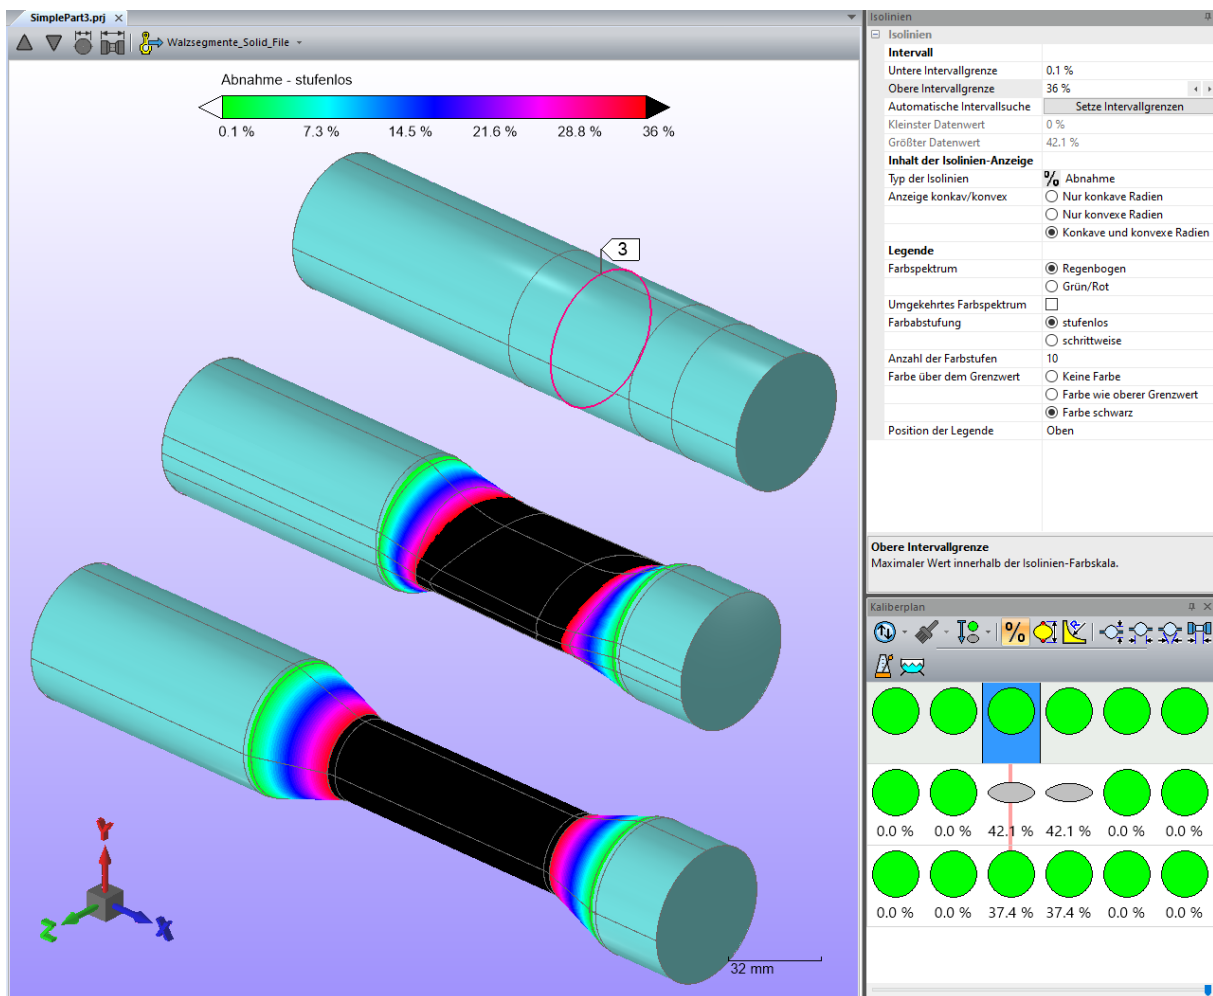 SimplePart3.prj
Walzsegmente_Solid_File
Abnahme - stufenlos
0.1 % 7.3 % 14.5 % 21.6 % 28.8 % 36 %
3
Y
Z X
32 mm
Isolinien
Isolinien
Intervall
Untere Intervallgrenze 0.1 %
Obere Intervallgrenze 36 %
Automatische Intervallsuche Setze Intervallgrenzen
Kleinster Datenwert 0 %
Größter Datenwert 42.1 %
Inhalt der Isolinien-Anzeige
Typ der Isolinien % Abnahme
Anzeige konkav/konvex Nur konkave Radien
Nur konvexe Radien
Konkave und konvexe Radien
Legende
Farbspektrum Regenbogen
Grün/Rot
Umgekehrtes Farbspektrum
Farbabstufung stufenlos
schrittweise
Anzahl der Farbstufen 10
Farbe über dem Grenzwert Keine Farbe
Farbe wie oberer Grenzwert
Farbe schwarz
Position der Legende Oben
Obere Intervallgrenze
Maximaler Wert innerhalb der Isolinien-Farbskala.
Kaliberplan
%
0.0 % 0.0 % 42.1 % 42.1 % 0.0 % 0.0 %
0.0 % 0.0 % 37.4 % 37.4 % 0.0 % 0.0 %